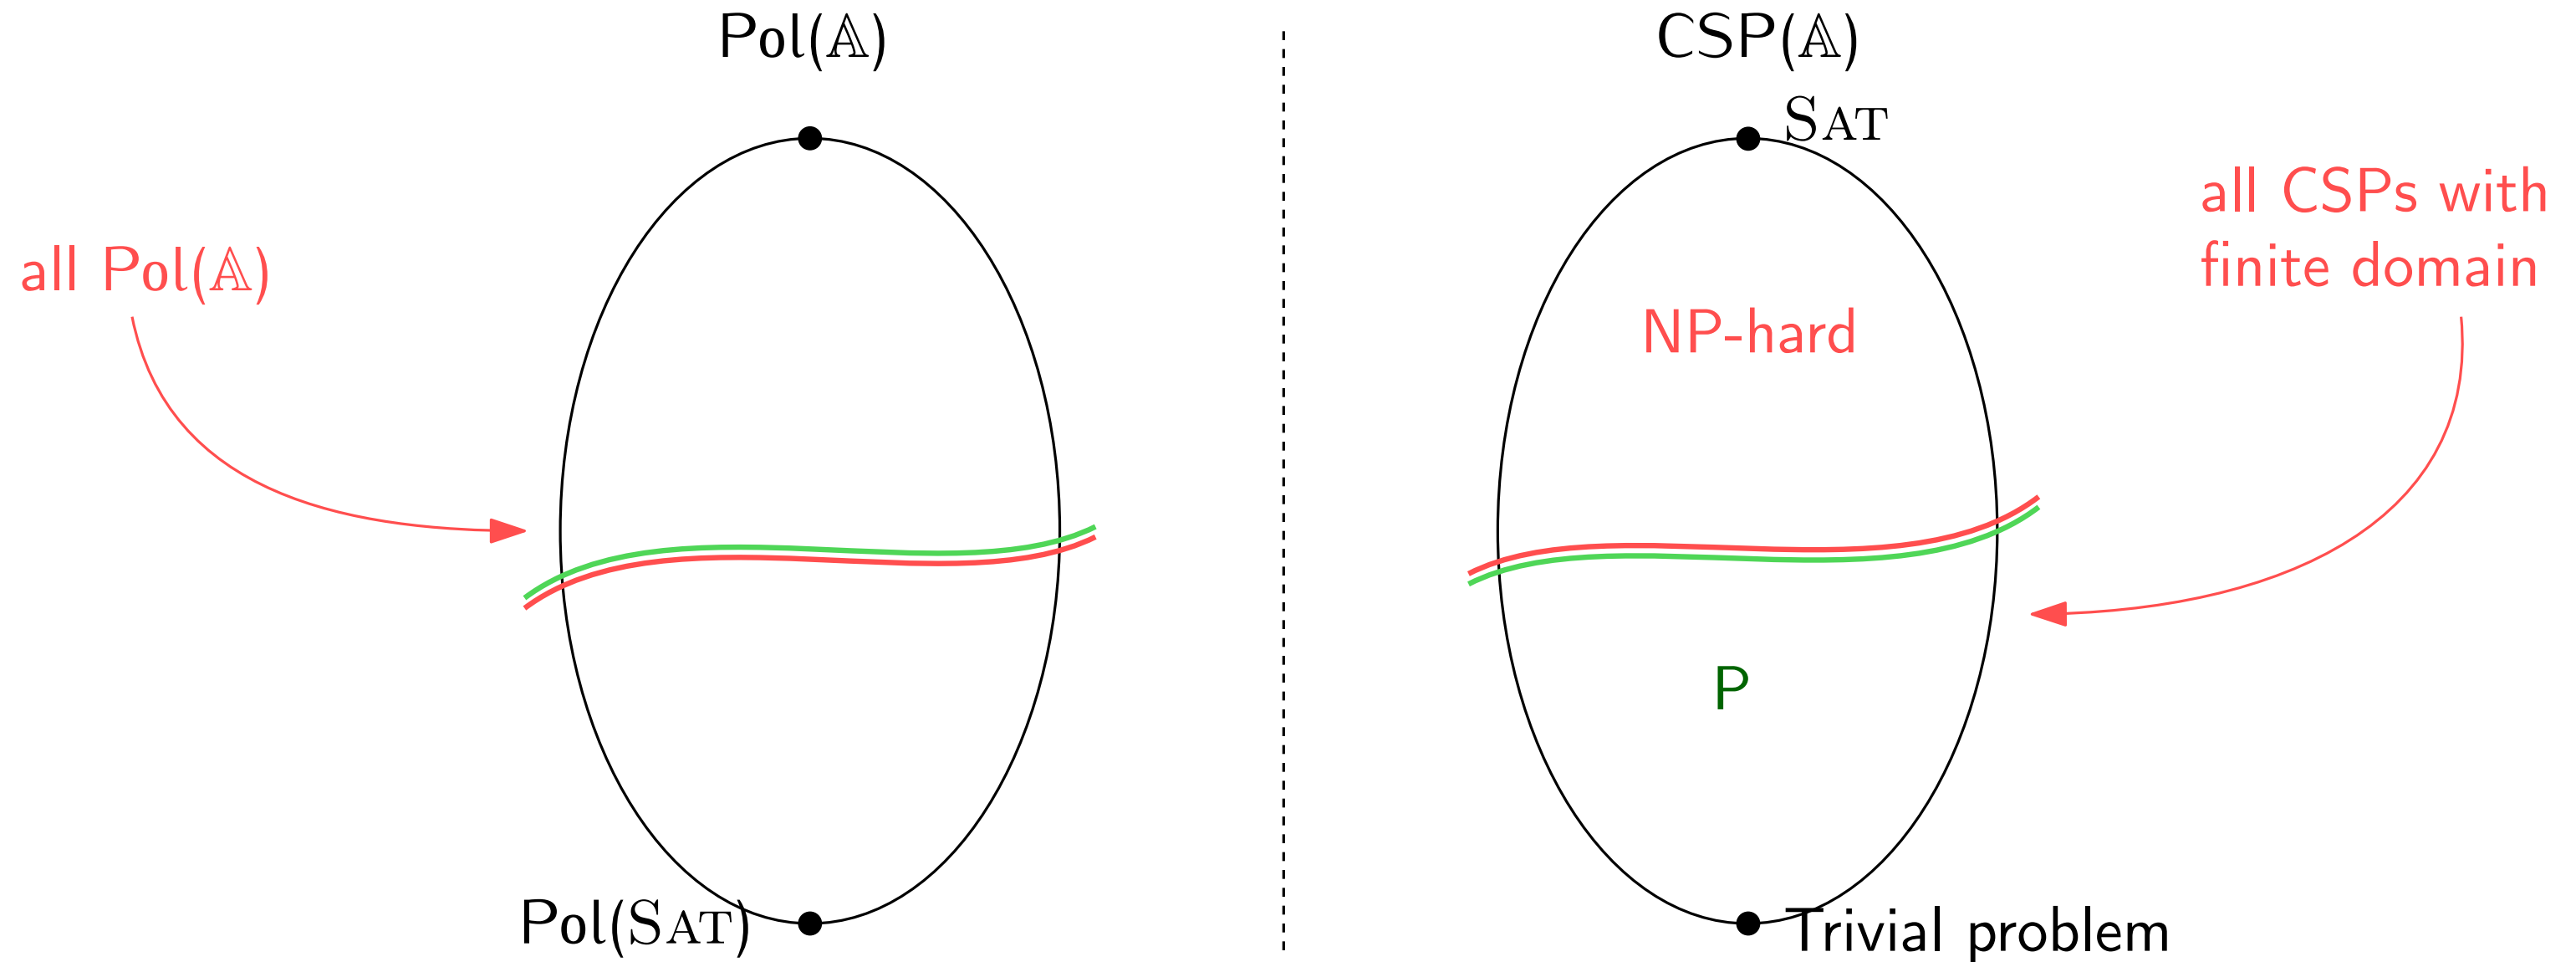 Pol(𝔸)
CSP(𝔸)
SAT
all CSPs with
finite domain
all Pol(𝔸)
NP-hard
P
Pol(SAT)
Trivial problem